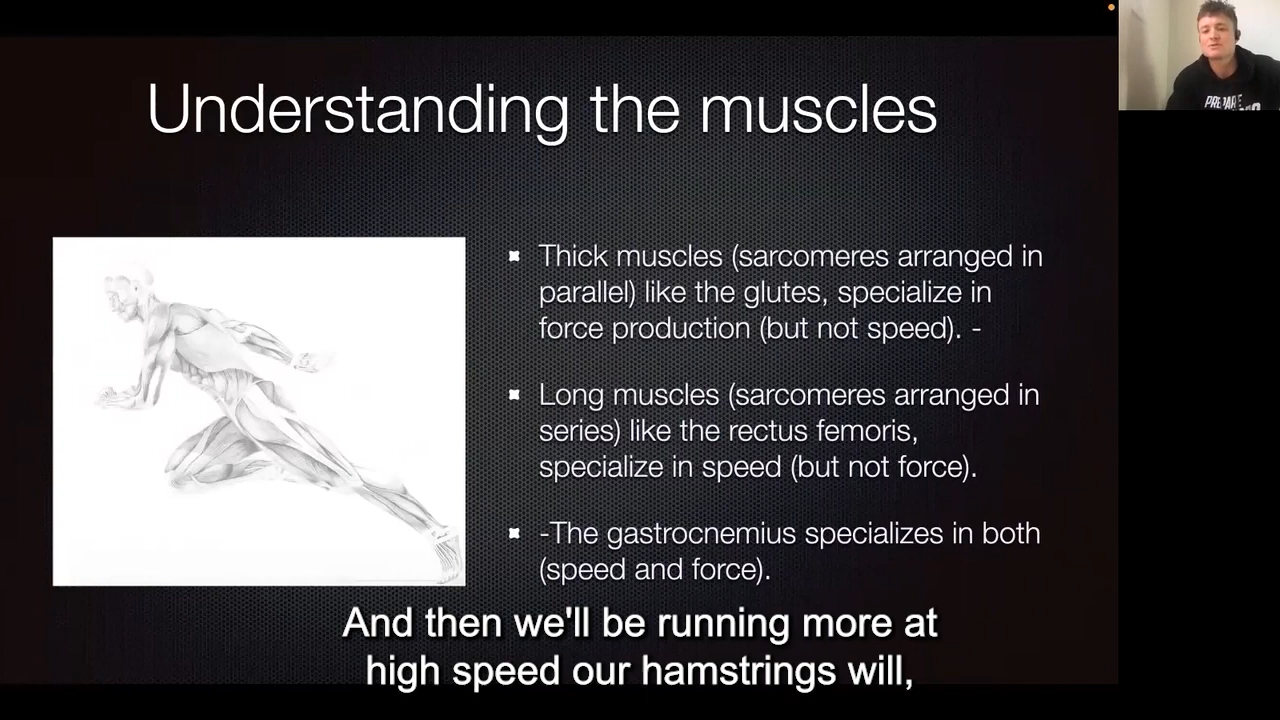 Understanding the muscles
Thick muscles (sarcomeres arranged in
parallel) like the glutes, specialize in
force production (but not speed). -
Long muscles (sarcomeres arranged in
series) like the rectus femoris,
specialize in speed (but not force).
-The gastrocnemius specializes in both
(speed and force).
And then we'll be running more at
high speed our hamstrings will,